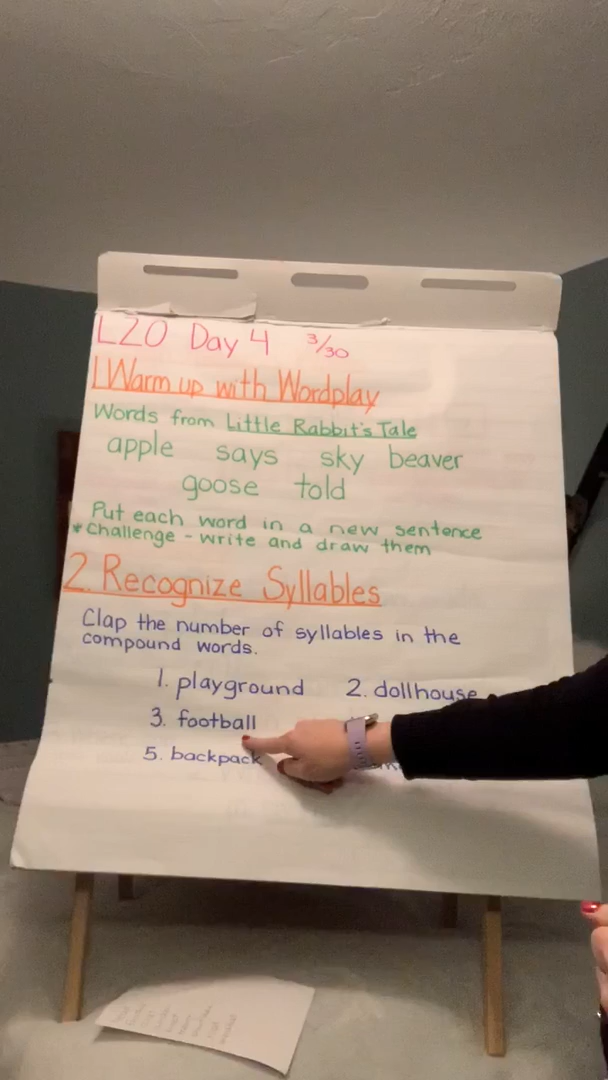 L20 Day 4 3/30
1 Warm up with Wordplay
Words from Little Rabbit's Tale
apple says sky beaver
goose told
Put each word in a new sentence
* Challenge - write and draw them
2. Recognize Syllables
Clap the number of syllables in the
compound words.
1. playground 2. dollhouse
3. football
5. backpack